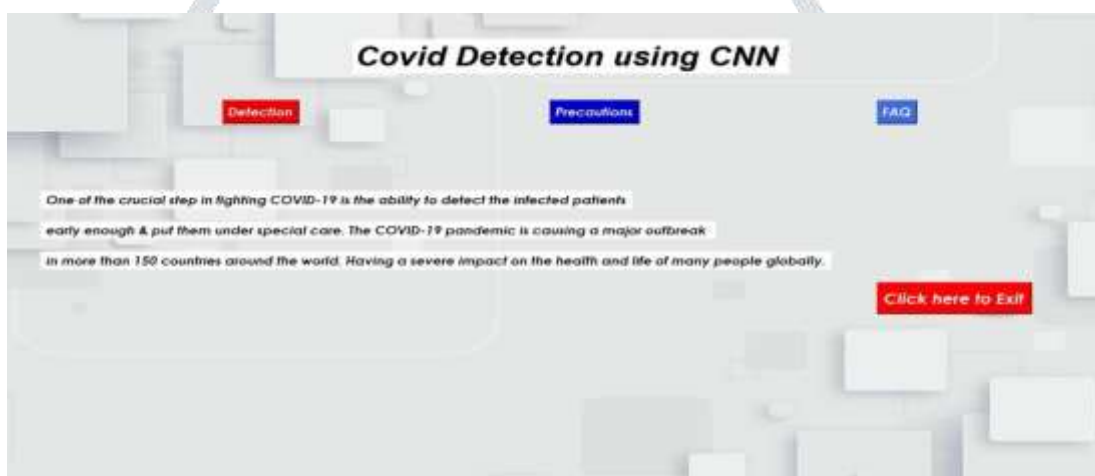 Covid Detection using CNN
Detection
Precautions
FAQ
One of the crucial step in fighting COVID-19 is the ability to detect the infected patients
early enough & put them under special care. The COVID-19 pandemic is causing a major outbreak
in more than 150 countries around the world. Having a severe impact on the health and life of many people globally.
Click here to Exit